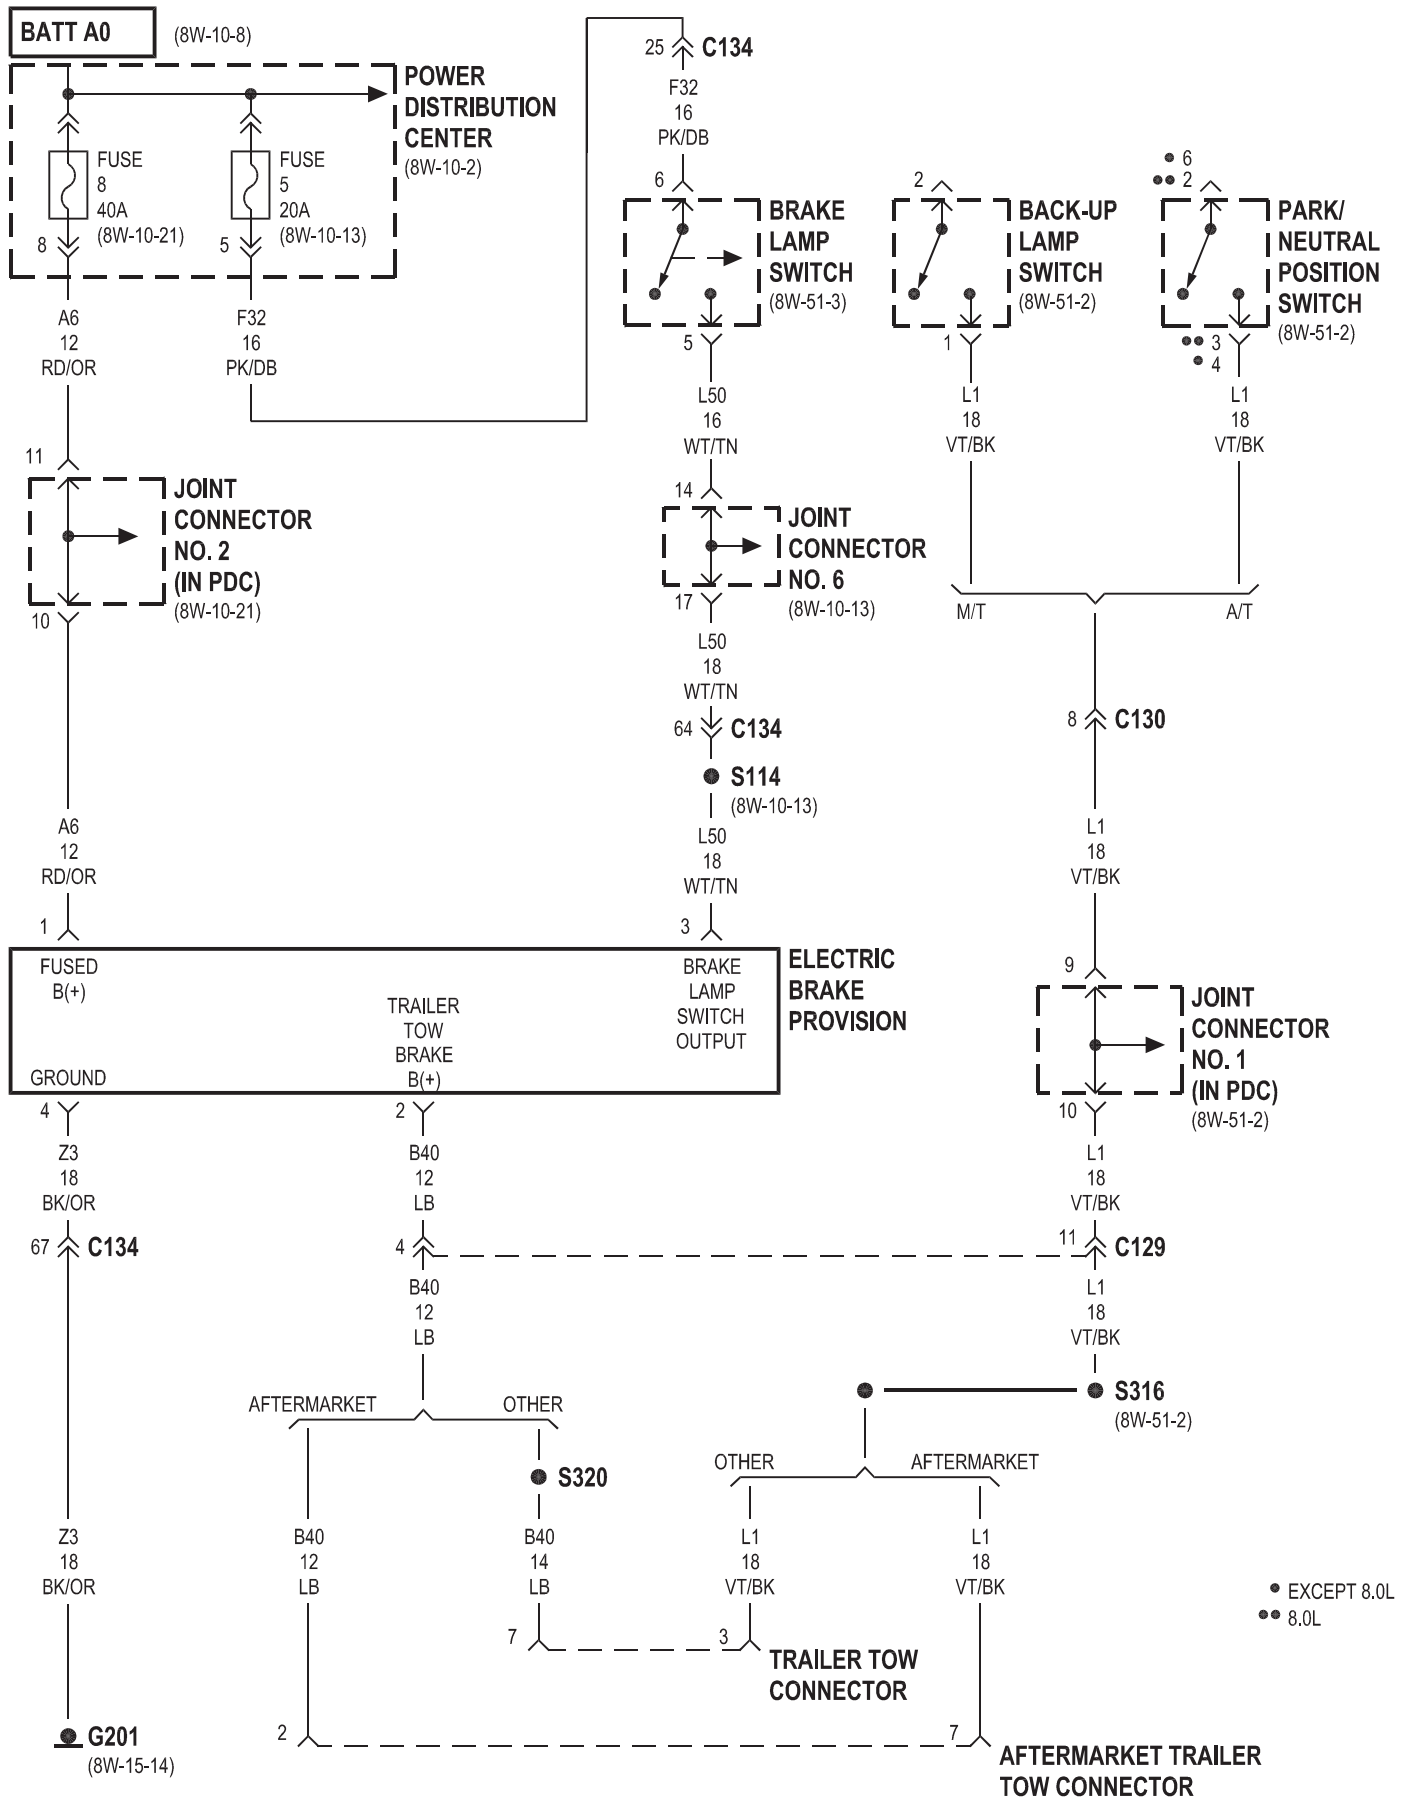 BATT A0
(8W-10-8)
POWER
DISTRIBUTION
CENTER
(8W-10-2)
FUSE
8
40A
(8W-10-21)
8
FUSE
5
20A
(8W-10-13)
5
A6
12
RD/OR
F32
16
PK/DB
25
C134
F32
16
PK/DB
6
BRAKE
LAMP
SWITCH
(8W-51-3)
5
2
BACK-UP
LAMP
SWITCH
(8W-51-2)
1
6
2
PARK/
NEUTRAL
POSITION
SWITCH
(8W-51-2)
3
4
L50
16
WT/TN
L1
18
VT/BK
L1
18
VT/BK
11
JOINT
CONNECTOR
NO. 2
(IN PDC)
(8W-10-21)
10
14
JOINT
CONNECTOR
NO. 6
(8W-10-13)
17
M/T
A/T
L50
18
WT/TN
64
C134
S114
(8W-10-13)
8
C130
A6
12
RD/OR
L50
18
WT/TN
L1
18
VT/BK
1
3
9
FUSED
B(+)
TRAILER
TOW
BRAKE
B(+)
BRAKE
LAMP
SWITCH
OUTPUT
GROUND
ELECTRIC
BRAKE
PROVISION
JOINT
CONNECTOR
NO. 1
(IN PDC)
(8W-51-2)
4
2
10
Z3
18
BK/OR
B40
12
LB
L1
18
VT/BK
67
C134
4
11
C129
B40
12
LB
L1
18
VT/BK
AFTERMARKET
OTHER
S316
(8W-51-2)
S320
OTHER
AFTERMARKET
Z3
18
BK/OR
B40
12
LB
B40
14
LB
L1
18
VT/BK
L1
18
VT/BK
EXCEPT 8.0L
8.0L
7
3
TRAILER TOW
CONNECTOR
G201
(8W-15-14)
2
7
AFTERMARKET TRAILER
TOW CONNECTOR